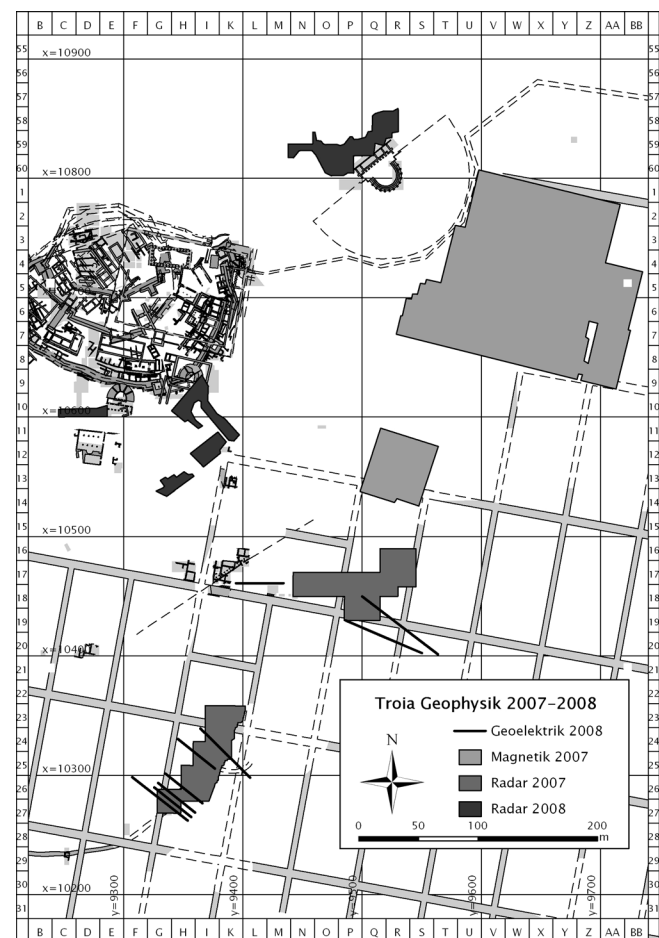 B C D E F G H I K L M N O P Q R S T U V W X Y Z AA BB
55
x=10900
56
57
58
59
60
x=10800
1
2
3
4
5
6
7
8
9
10
x=10600
11
12
13
14
x=10500
15
16
17
18
19
20
x=10400
21
22
23
24
25
x=10300
26
27
28
29
30
x=10200
31
Troia Geophysik 2007-2008
Geoelektrik 2008
N
Magnetik 2007
Radar 2007
Radar 2008
0 50 100 200
m
y=9300
y=9400
y=9600
y=9700
B C D E F G H I K L M N O P Q R S T U V W X Y Z AA BB